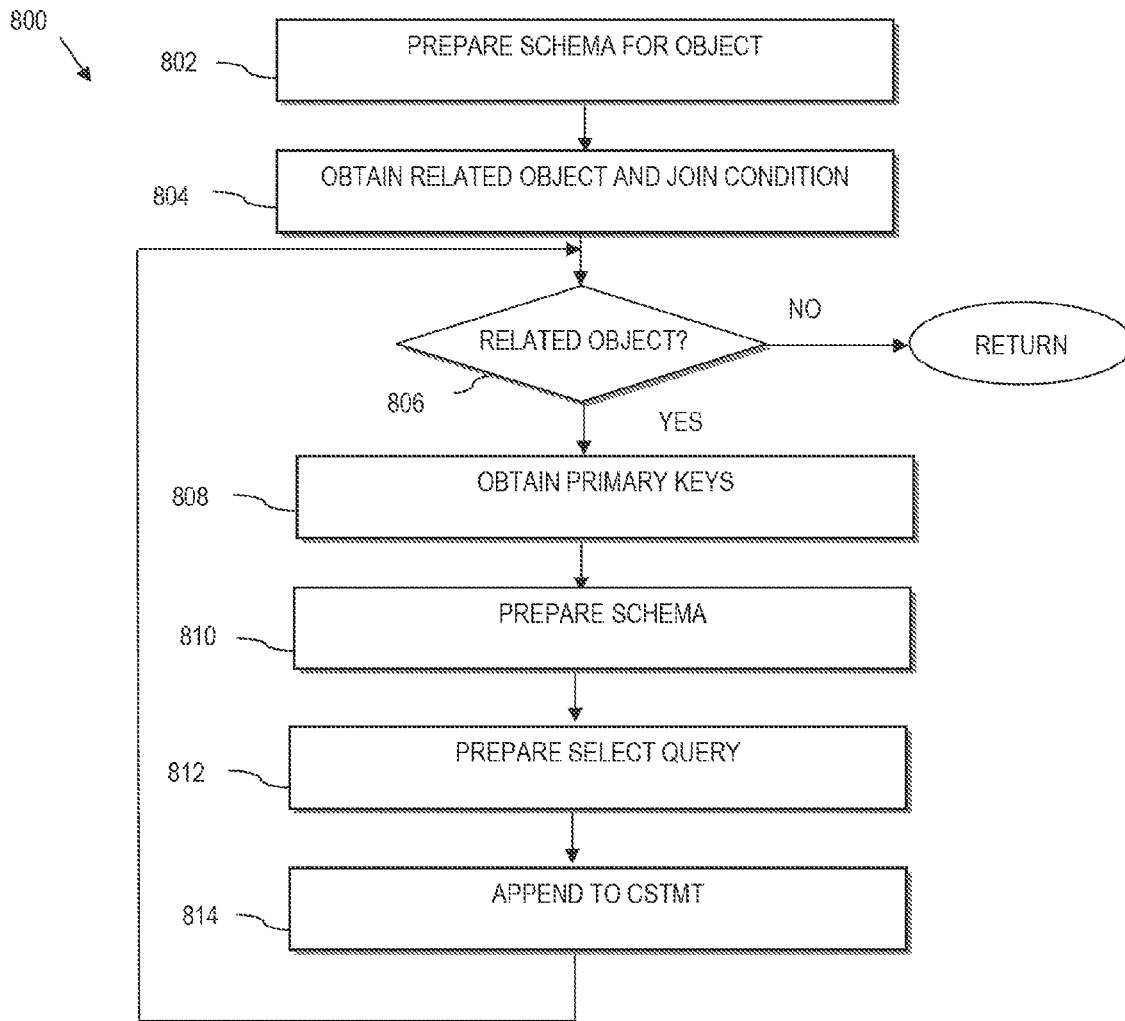 800
802
PREPARE SCHEMA FOR OBJECT
804
OBTAIN RELATED OBJECT AND JOIN CONDITION
RELATED OBJECT?
NO
RETURN
806
YES
808
OBTAIN PRIMARY KEYS
810
PREPARE SCHEMA
812
PREPARE SELECT QUERY
814
APPEND TO CSTMT